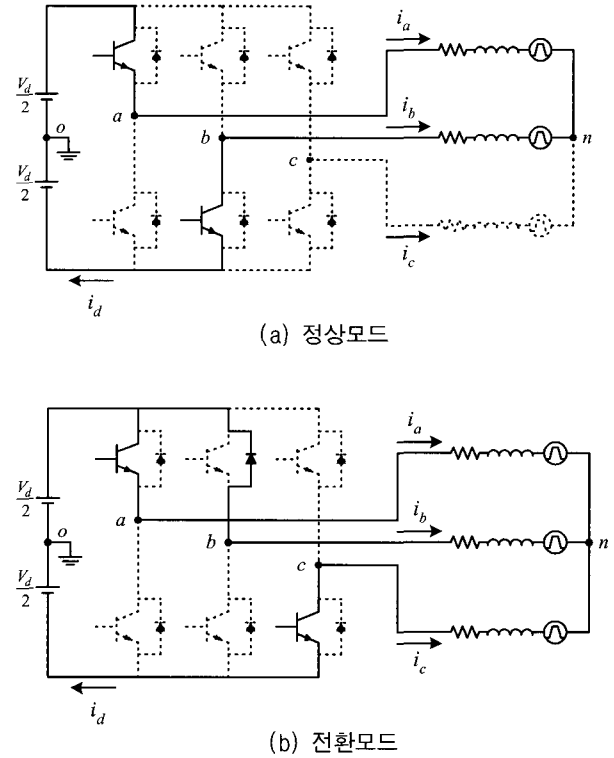 i_a
V_d/2
o
a
i_b
b
n
c
V_d/2
i_c
i_d
(a) 정상모드
i_a
V_d/2
o
a
i_b
b
n
c
V_d/2
i_c
i_d
(b) 전환모드